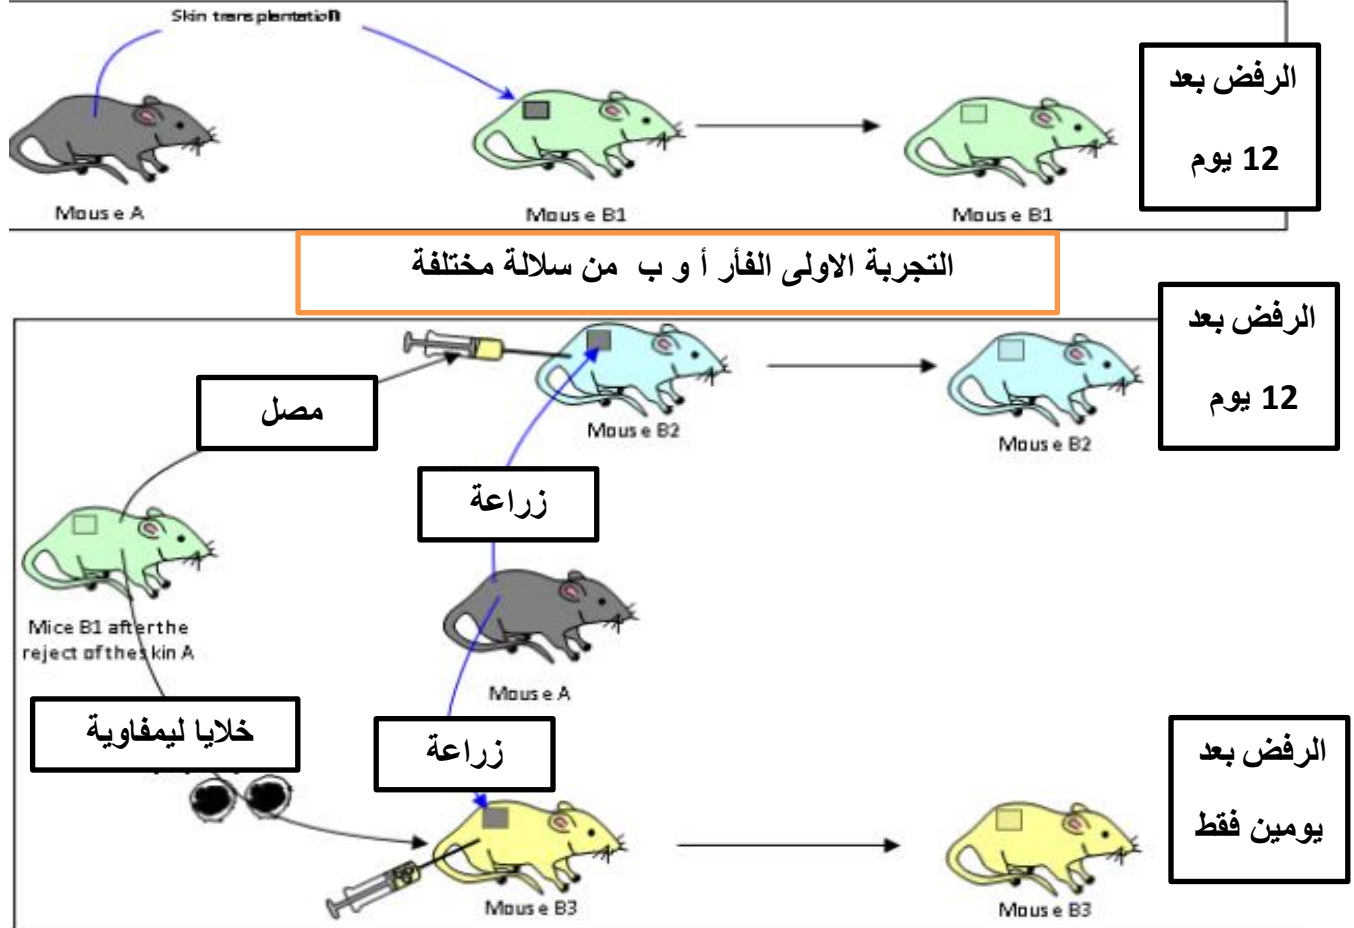 Skin transplantation
الرفض بعد
12 يوم
Mouse A
Mouse B1
Mouse B1
التجربة الاولى الفأر أ و ب من سلالة مختلفة
الرفض بعد
12 يوم
مصل
Mouse B2
Mouse B2
زراعة
Mice B1 after the
reject of the skin A
Mouse A
خلايا ليمفاوية
زراعة
الرفض بعد
يومين فقط
Mouse B3
Mouse B3